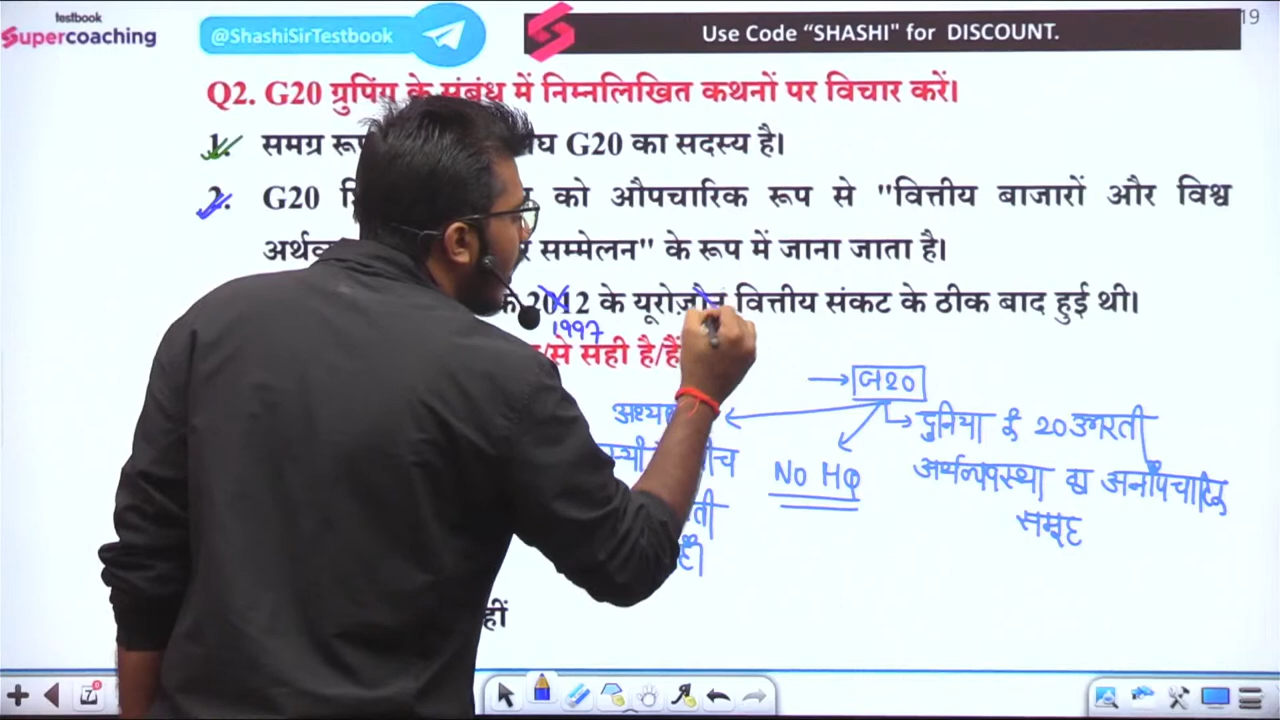 testbook
Supercoaching
@ShashiSirTestbook
Use Code “SHASHI” for DISCOUNT.
19
Q2. G20 ग्रुपिंग के संबंध में निम्नलिखित कथनों पर विचार करें।
1. समग्र रूप G20 का सदस्य है।
2. G20 को औपचारिक रूप से "वित्तीय बाजारों और विश्व
सम्मेलन" के रूप में जाना जाता है।
2012 के यूरोज़ोन वित्तीय संकट के ठीक बाद हुई थी।
1997
/से सही है/हैं
G20
दुनिया के 20 उभरती
अर्थव्यवस्था का अनौपचारिक
समूह
No HQ